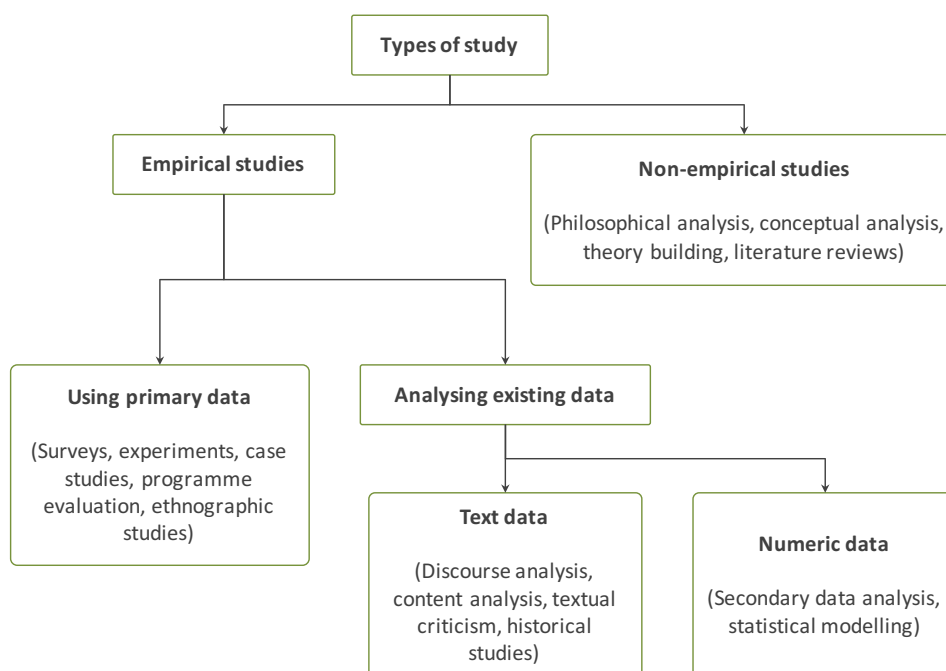 Types of study
Empirical studies
Non-empirical studies
(Philosophical analysis, conceptual analysis,
theory building, literature reviews)
Using primary data
(Surveys, experiments, case
studies, programme
evaluation, ethnographic
studies)
Analysing existing data
Text data
(Discourse analysis,
content analysis, textual
criticism, historical
studies)
Numeric data
(Secondary data analysis,
statistical modelling)